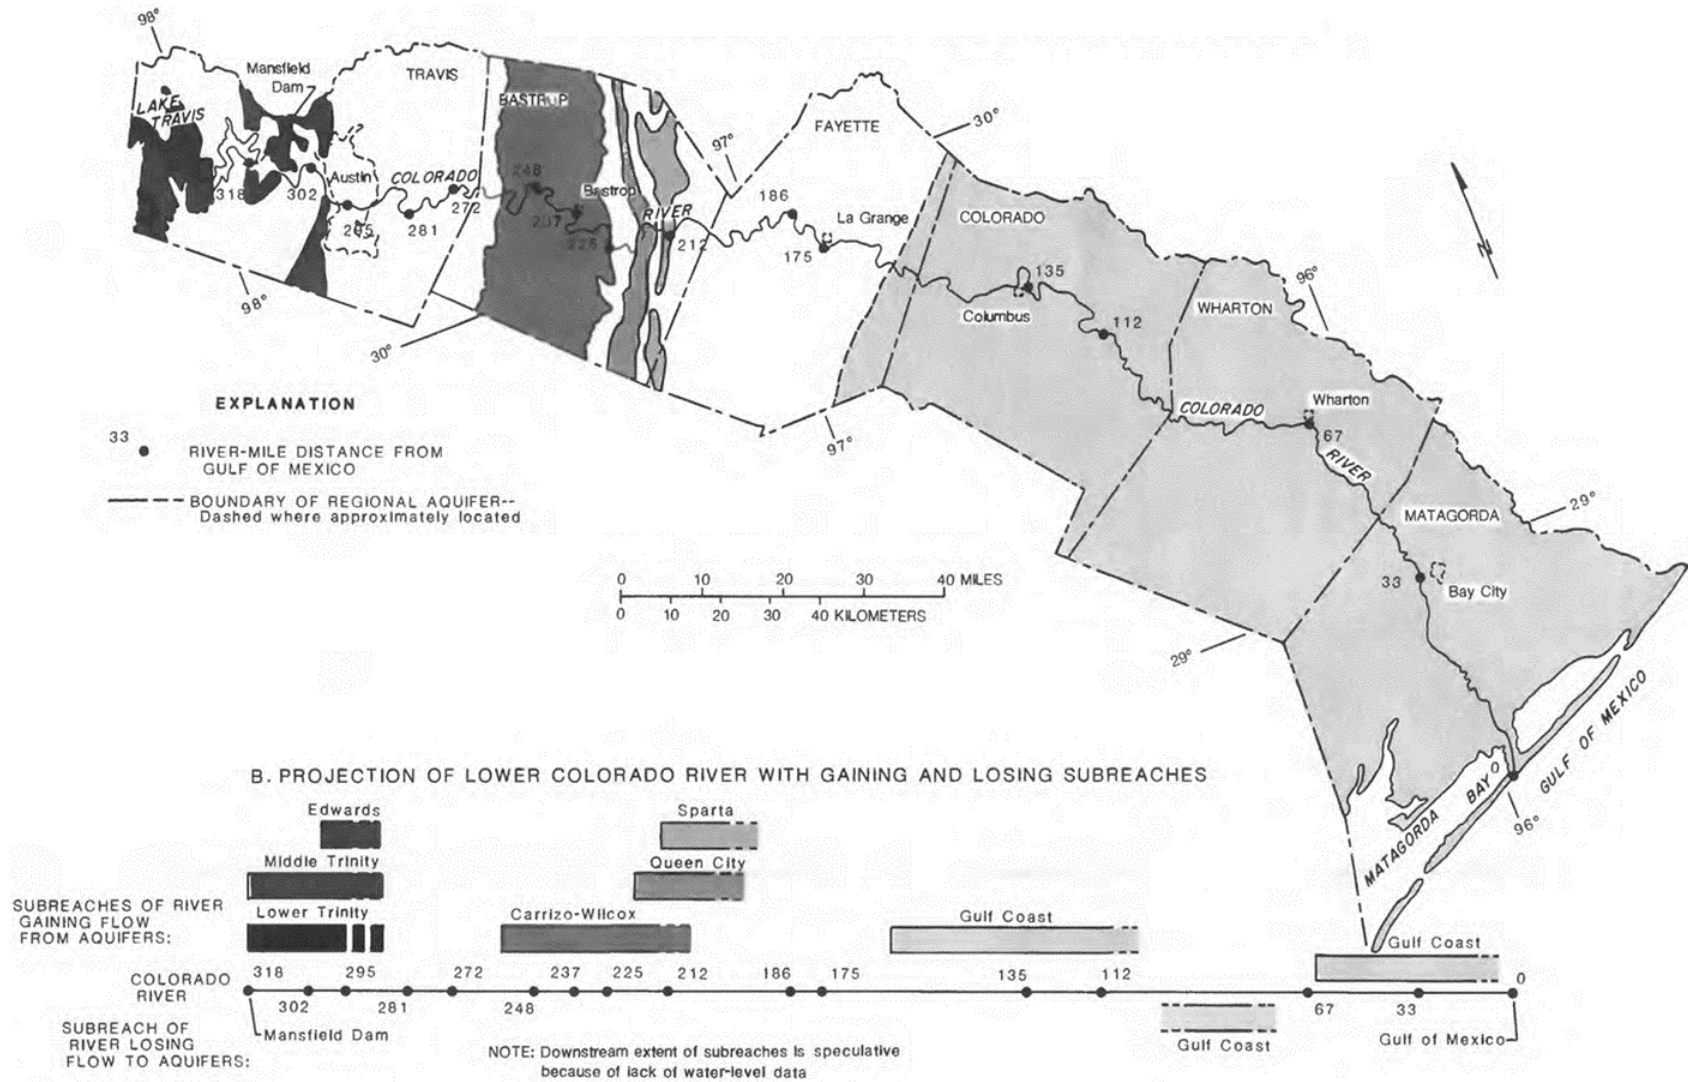 98°
Mansfield
Dam
TRAVIS
LAKE
TRAVIS
BASTROP
FAYETTE
30°
97°
Austin
COLORADO
318
302
295
281
272
248
237
Bastrop
225
RIVER
212
186
La Grange
175
COLORADO
135
Columbus
112
96°
WHARTON
N
98°
30°
97°
COLORADO
Wharton
67
RIVER
MATAGORDA
29°
33
Bay City
29°
EXPLANATION
33
RIVER-MILE DISTANCE FROM
GULF OF MEXICO
BOUNDARY OF REGIONAL AQUIFER--
Dashed where approximately located
0 10 20 30 40 MILES
0 10 20 30 40 KILOMETERS
MATAGORDA BAY
0
GULF OF MEXICO
96°
B. PROJECTION OF LOWER COLORADO RIVER WITH GAINING AND LOSING SUBREACHES
Edwards
Sparta
Middle Trinity
Queen City
SUBREACHES OF RIVER
GAINING FLOW
FROM AQUIFERS:
Lower Trinity
Carrizo-Wilcox
Gulf Coast
Gulf Coast
COLORADO
RIVER
318 295 272 237 225 212 186 175 135 112 0
302 281 248 67 33
SUBREACH OF
RIVER LOSING
FLOW TO AQUIFERS:
Mansfield Dam
Gulf Coast
Gulf of Mexico
NOTE: Downstream extent of subreaches is speculative
because of lack of water-level data